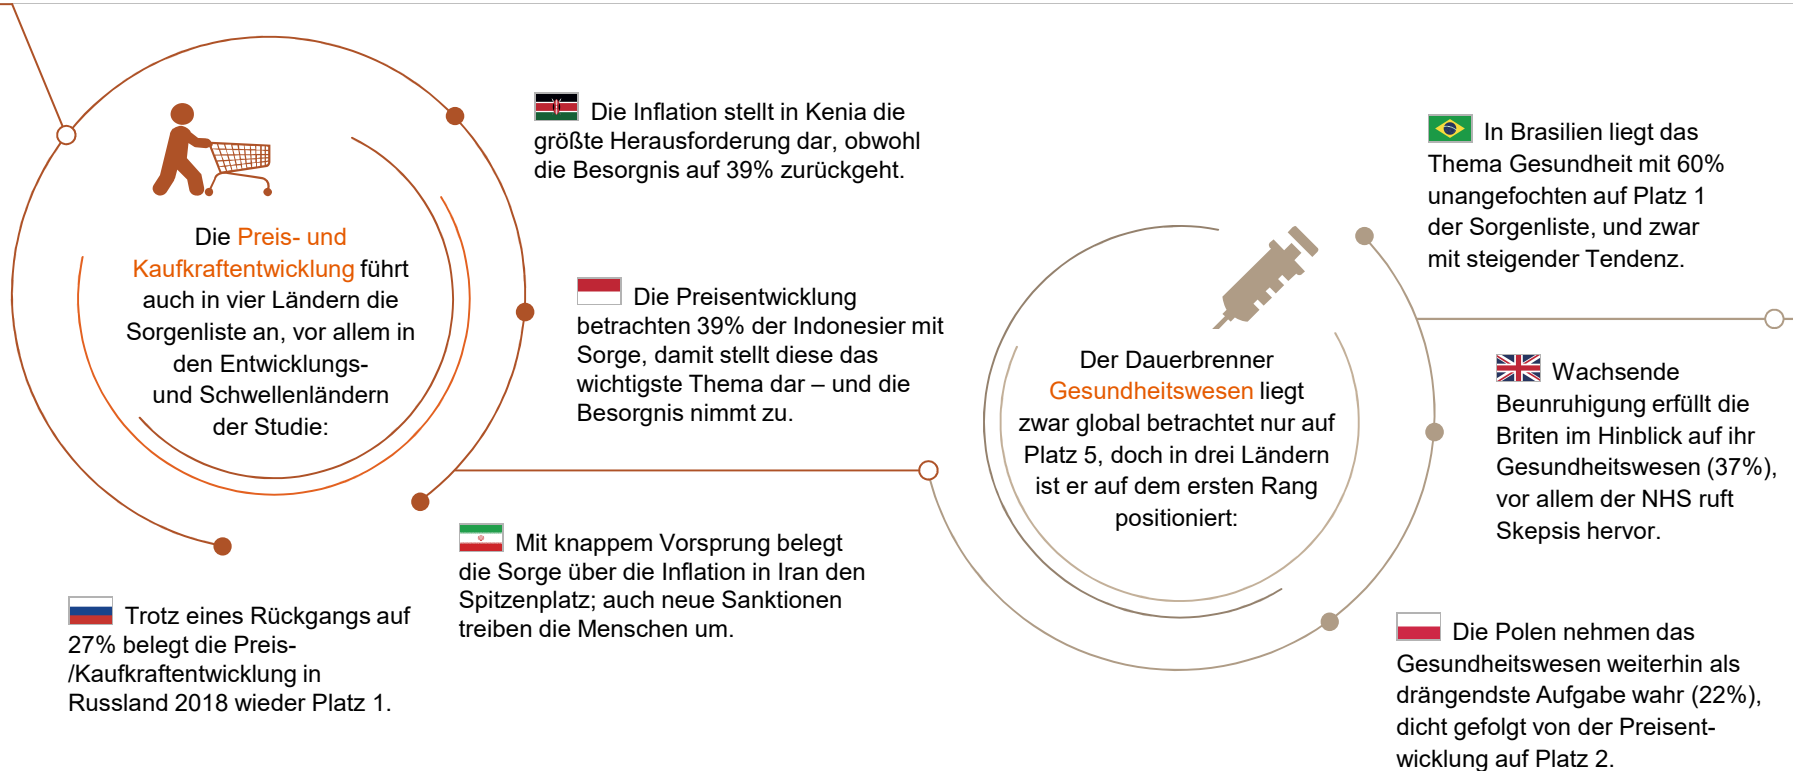 Die Preis- und
Kaufkraftentwicklung führt
auch in vier Ländern die
Sorgenliste an, vor allem in
den Entwicklungs-
und Schwellenländern
der Studie:
Die Inflation stellt in Kenia die
größte Herausforderung dar, obwohl
die Besorgnis auf 39% zurückgeht.
Die Preisentwicklung
betrachten 39% der Indonesier mit
Sorge, damit stellt diese das
wichtigste Thema dar – und die
Besorgnis nimmt zu.
Mit knappem Vorsprung belegt
die Sorge über die Inflation in Iran den
Spitzenplatz; auch neue Sanktionen
treiben die Menschen um.
Trotz eines Rückgangs auf
27% belegt die Preis-
/Kaufkraftentwicklung in
Russland 2018 wieder Platz 1.
Der Dauerbrenner
Gesundheitswesen liegt
zwar global betrachtet nur auf
Platz 5, doch in drei Ländern
ist er auf dem ersten Rang
positioniert:
In Brasilien liegt das
Thema Gesundheit mit 60%
unangefochten auf Platz 1
der Sorgenliste, und zwar
mit steigender Tendenz.
Wachsende
Beunruhigung erfüllt die
Briten im Hinblick auf ihr
Gesundheitswesen (37%),
vor allem der NHS ruft
Skepsis hervor.
Die Polen nehmen das
Gesundheitswesen weiterhin als
drängendste Aufgabe wahr (22%),
dicht gefolgt von der Preisent-
wicklung auf Platz 2.